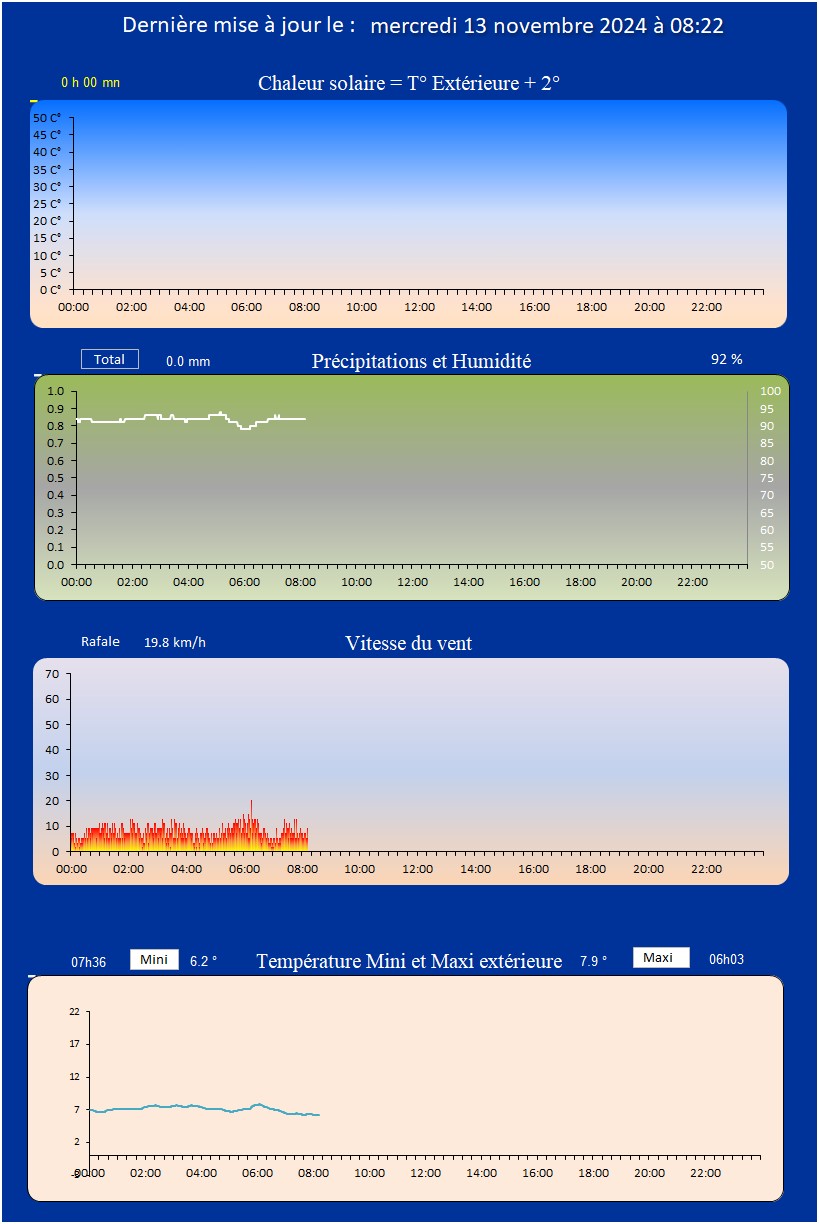 Dernière mise à jour le : mercredi 13 novembre 2024 à 08:22
0 h 00 mn Chaleur solaire = T° Extérieure + 2°
50 C°
45 C°
40 C°
35 C°
30 C°
25 C°
20 C°
15 C°
10 C°
5 C°
0 C°
00:00 02:00 04:00 06:00 08:00 10:00 12:00 14:00 16:00 18:00 20:00 22:00
Total 0.0 mm Précipitations et Humidité 92 %
1.0 100
0.9 95
0.8 90
0.7 85
0.6 80
0.5 75
0.4 70
0.3 65
0.2 60
0.1 55
0.0 50
00:00 02:00 04:00 06:00 08:00 10:00 12:00 14:00 16:00 18:00 20:00 22:00
Rafale 19.8 km/h Vitesse du vent
70
60
50
40
30
20
10
0
00:00 02:00 04:00 06:00 08:00 10:00 12:00 14:00 16:00 18:00 20:00 22:00
07h36 Mini 6.2 ° Température Mini et Maxi extérieure 7.9 ° Maxi 06h03
22
17
12
7
2
-3
00:00 02:00 04:00 06:00 08:00 10:00 12:00 14:00 16:00 18:00 20:00 22:00